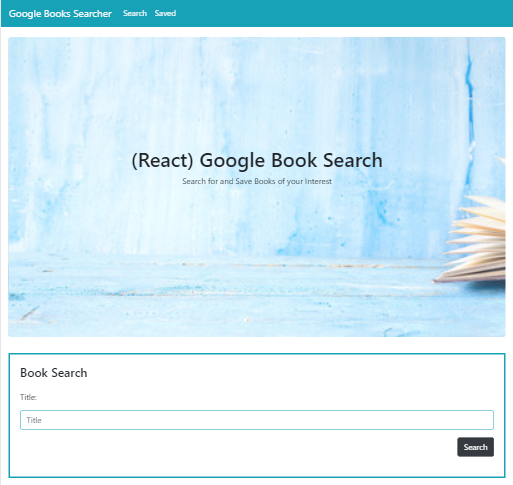 Google Books Searcher Search Saved
(React) Google Book Search
Search for and Save Books of your Interest
Book Search
Title:
Title
Search